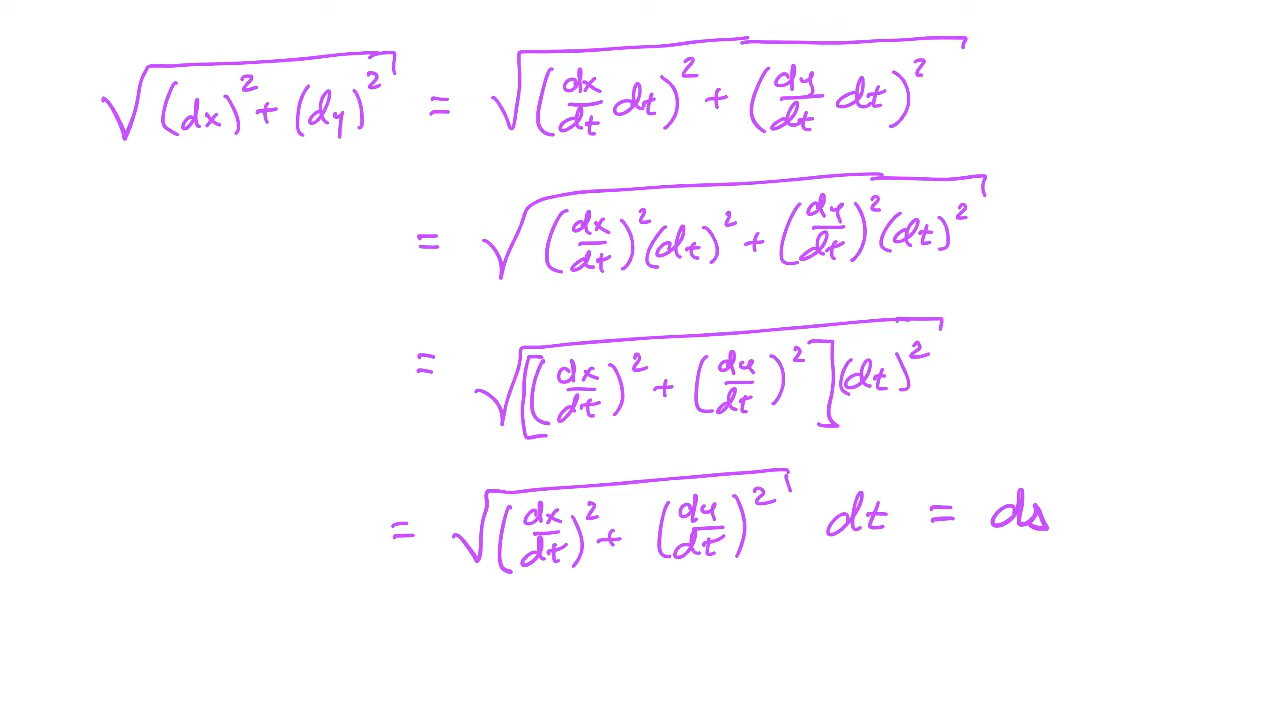 √((dx)² + (dy)²) = √((dx/dt dt)² + (dy/dt dt)²)
= √((dx/dt)² (dt)² + (dy/dt)² (dt)²)
= √([(dx/dt)² + (dy/dt)²] (dt)²)
= √((dx/dt)² + (dy/dt)²) dt = ds